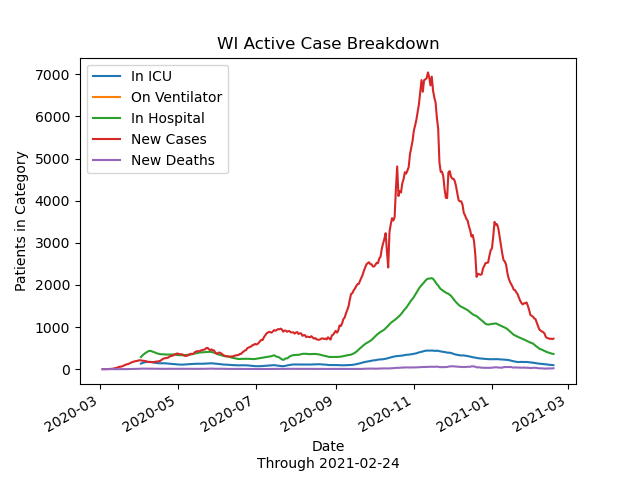 WI Active Case Breakdown
In ICU
On Ventilator
In Hospital
New Cases
New Deaths
Patients in Category
7000
6000
5000
4000
3000
2000
1000
0
2020-03
2020-05
2020-07
2020-09
2020-11
2021-01
2021-03
Date
Through 2021-02-24